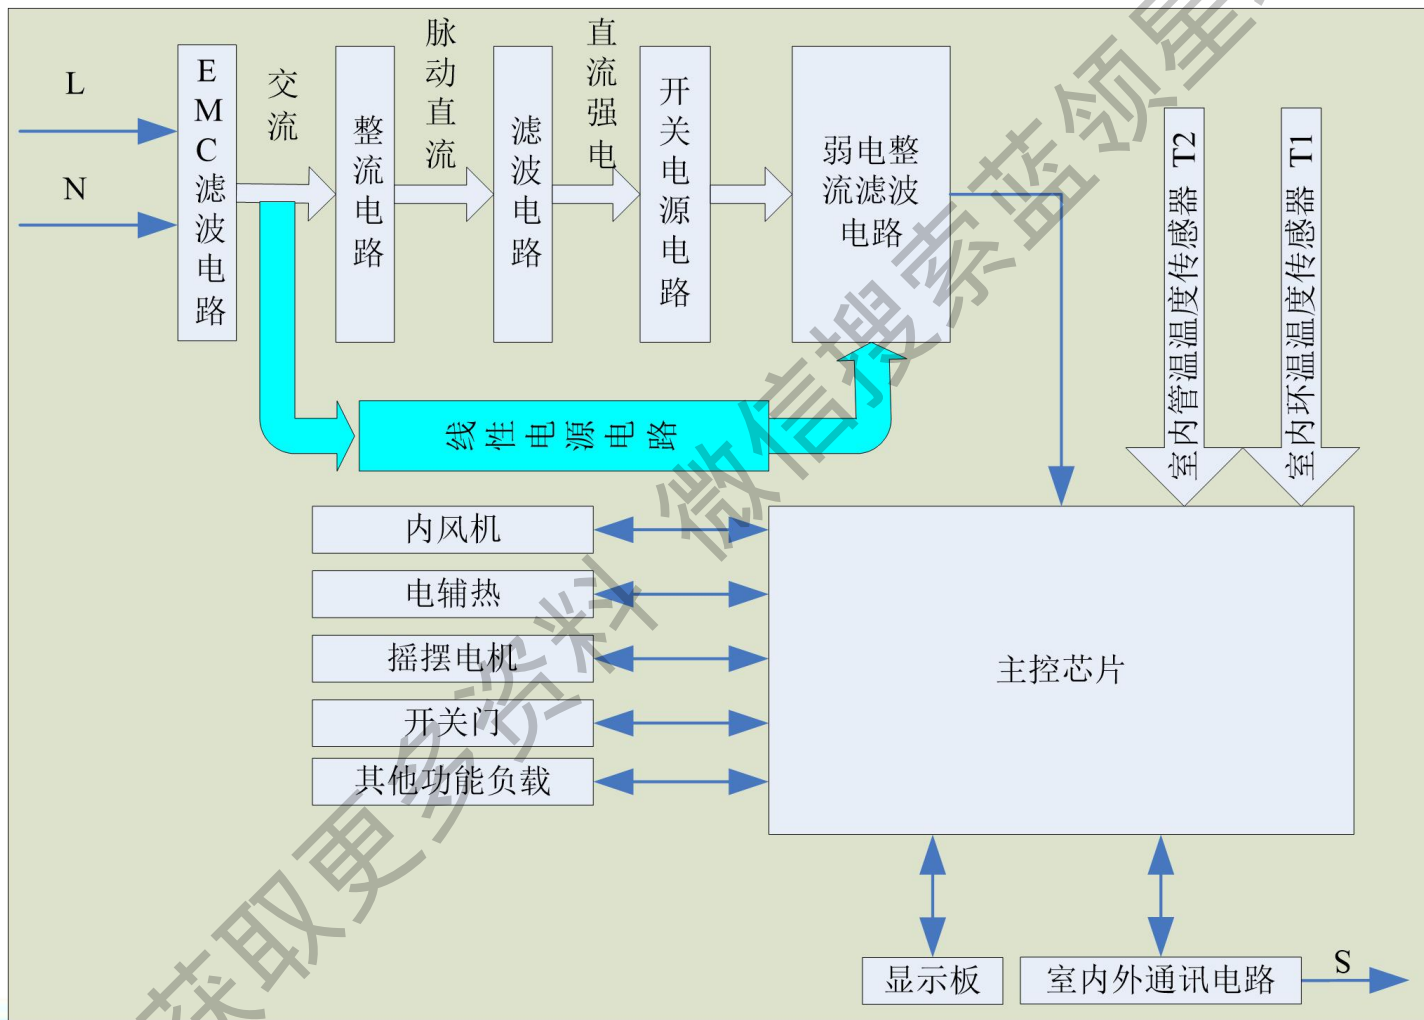 L
N
EMC滤波电路
交流
整流电路
脉动直流
滤波电路
直流强电
开关电源电路
弱电整
流滤波
电路
室内管温温度传感器 T2
室内环温温度传感器 T1
线性电源电路
内风机
电辅热
摇摆电机
开关门
其他功能负载
主控芯片
显示板
室内外通讯电路
S
获取更多资料 微信搜索蓝领星